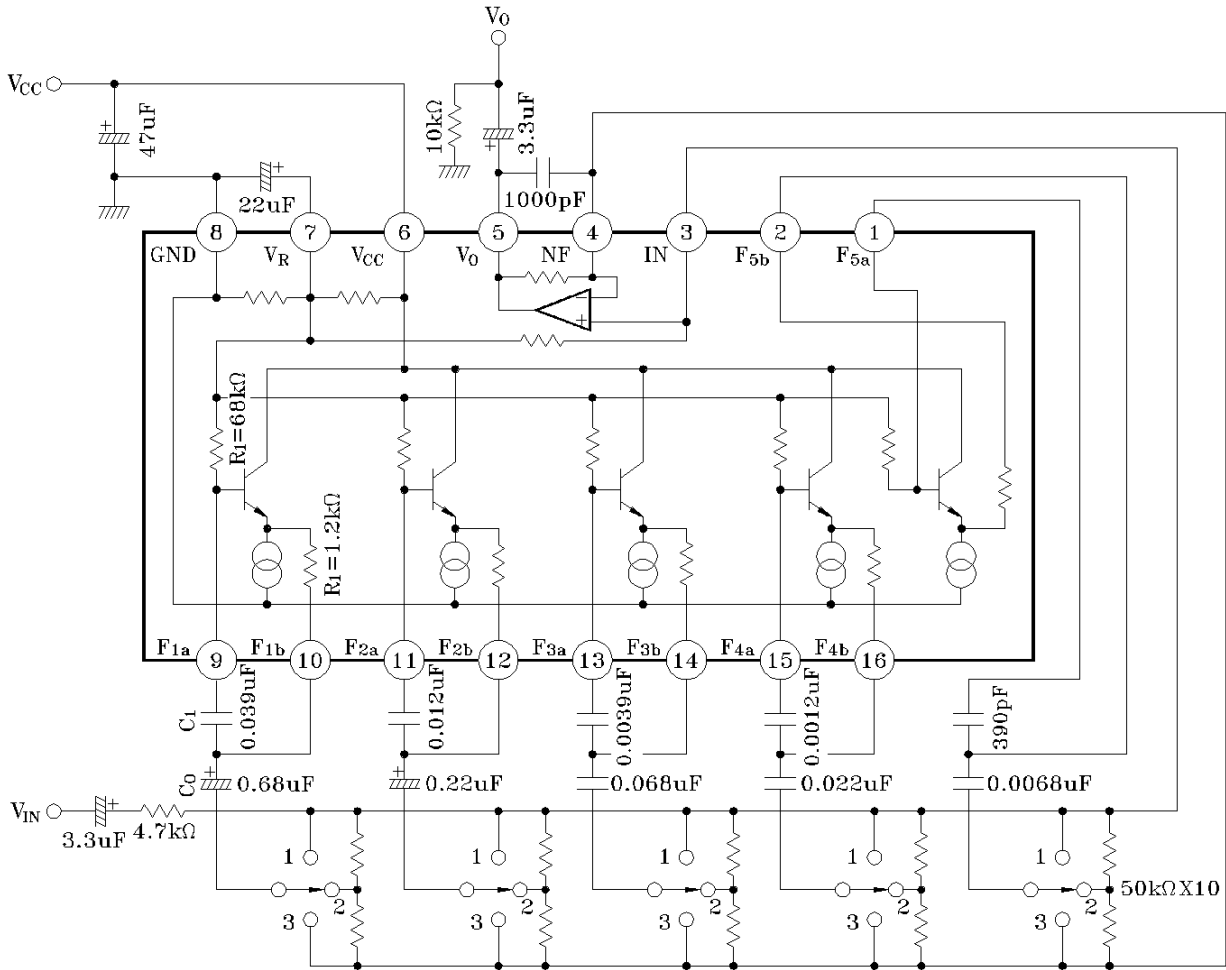 VO
VCC
47uF
10kΩ
3.3uF
22uF
1000pF
8 7 6 5 4 3 2 1
GND VR VCC VO NF IN F5b F5a
−
+
R1=68kΩ
R1=1.2kΩ
F1a F1b F2a F2b F3a F3b F4a F4b
9 10 11 12 13 14 15 16
C1 0.039uF 0.012uF 0.0039uF 0.0012uF 390pF
CO 0.68uF 0.22uF 0.068uF 0.022uF 0.0068uF
VIN
3.3uF 4.7kΩ
1 1 1 1 1
2 2 2 2 2 50kΩX10
3 3 3 3 3